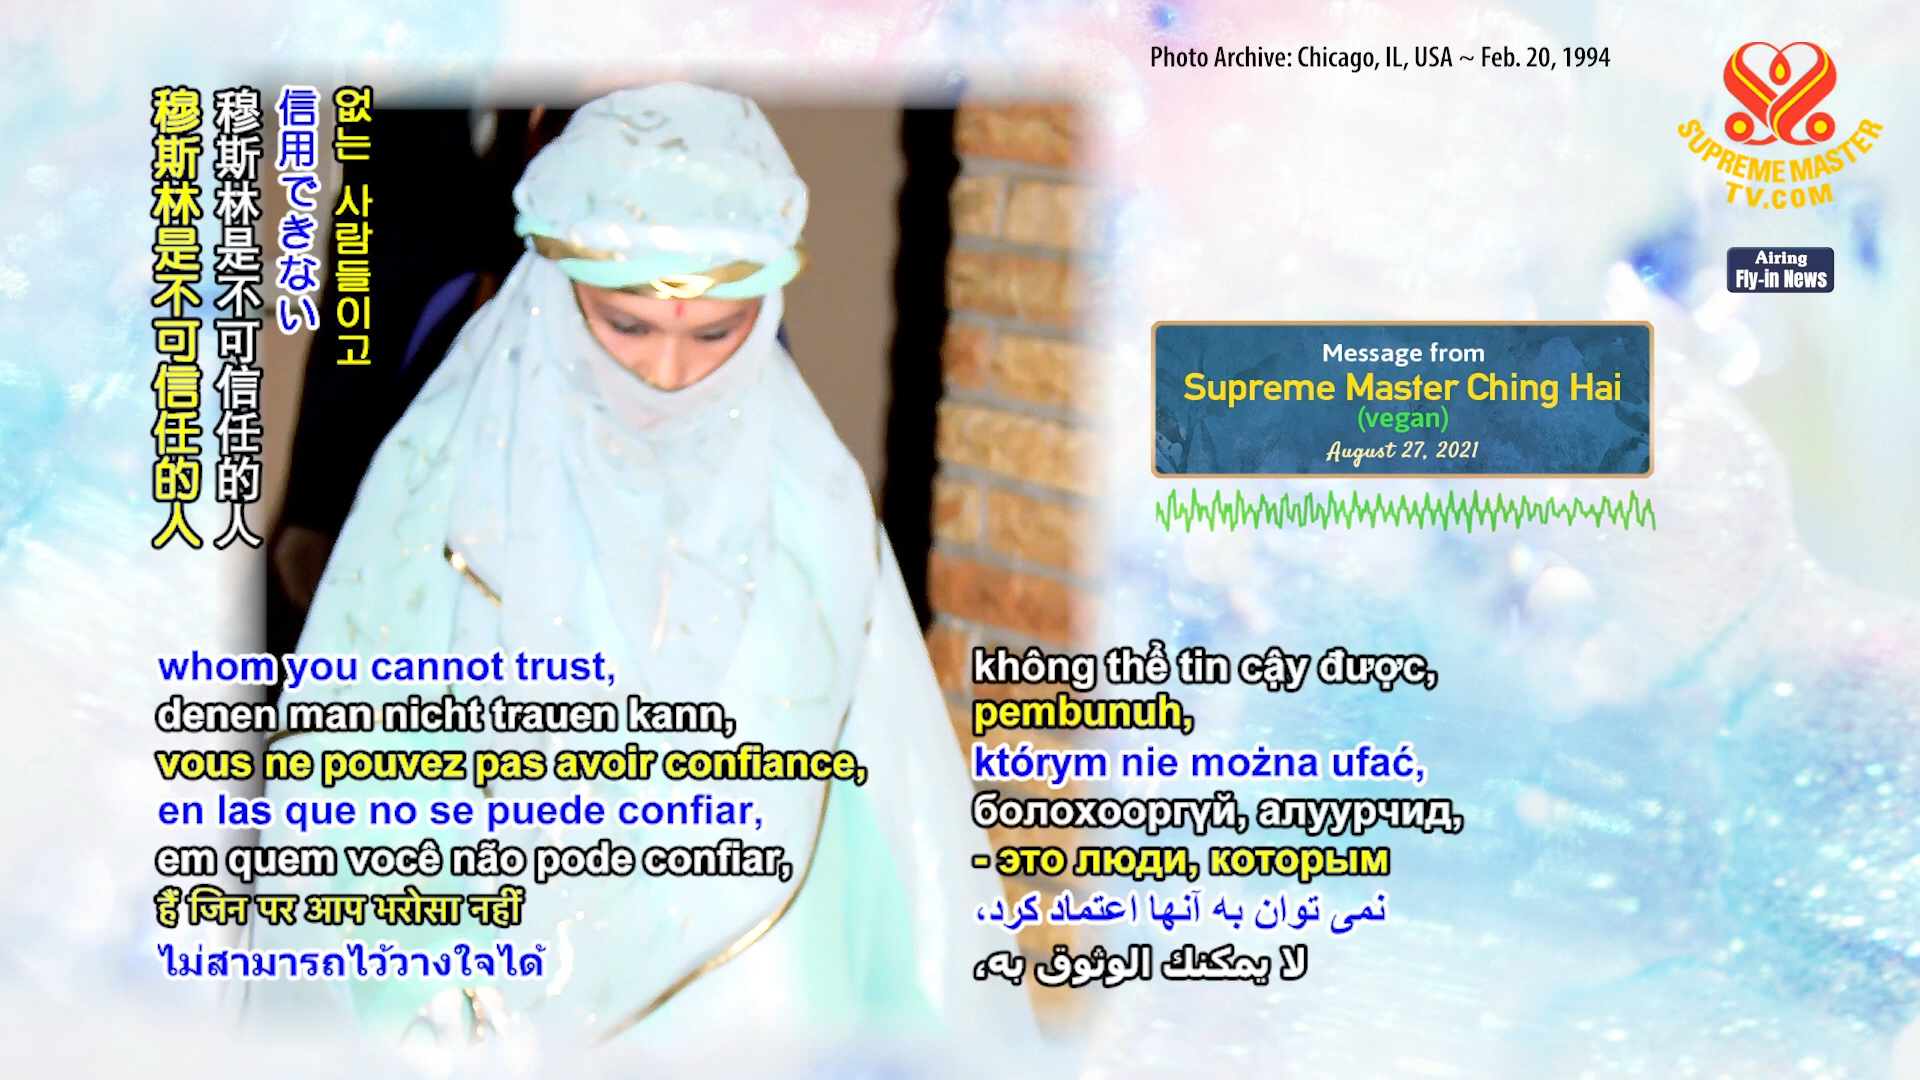 Photo Archive: Chicago, IL, USA ~ Feb. 20, 1994
SUPREME MASTER
TV.COM
Airing
Fly-in News
Message from
Supreme Master Ching Hai
(vegan)
August 27, 2021
없는 사람들이고
信用できない
穆斯林是不可信任的人
穆斯林是不可信任的人
whom you cannot trust,
denen man nicht trauen kann,
vous ne pouvez pas avoir confiance,
en las que no se puede confiar,
em quem você não pode confiar,
हैं जिन पर आप भरोसा नहीं
ไม่สามารถไว้วางใจได้
không thể tin cậy được,
pembunuh,
którym nie można ufać,
болохооргүй, алуурчид,
- это люди, которым
نمی توان به آنها اعتماد کرد،
لا يمكنك الوثوق به،